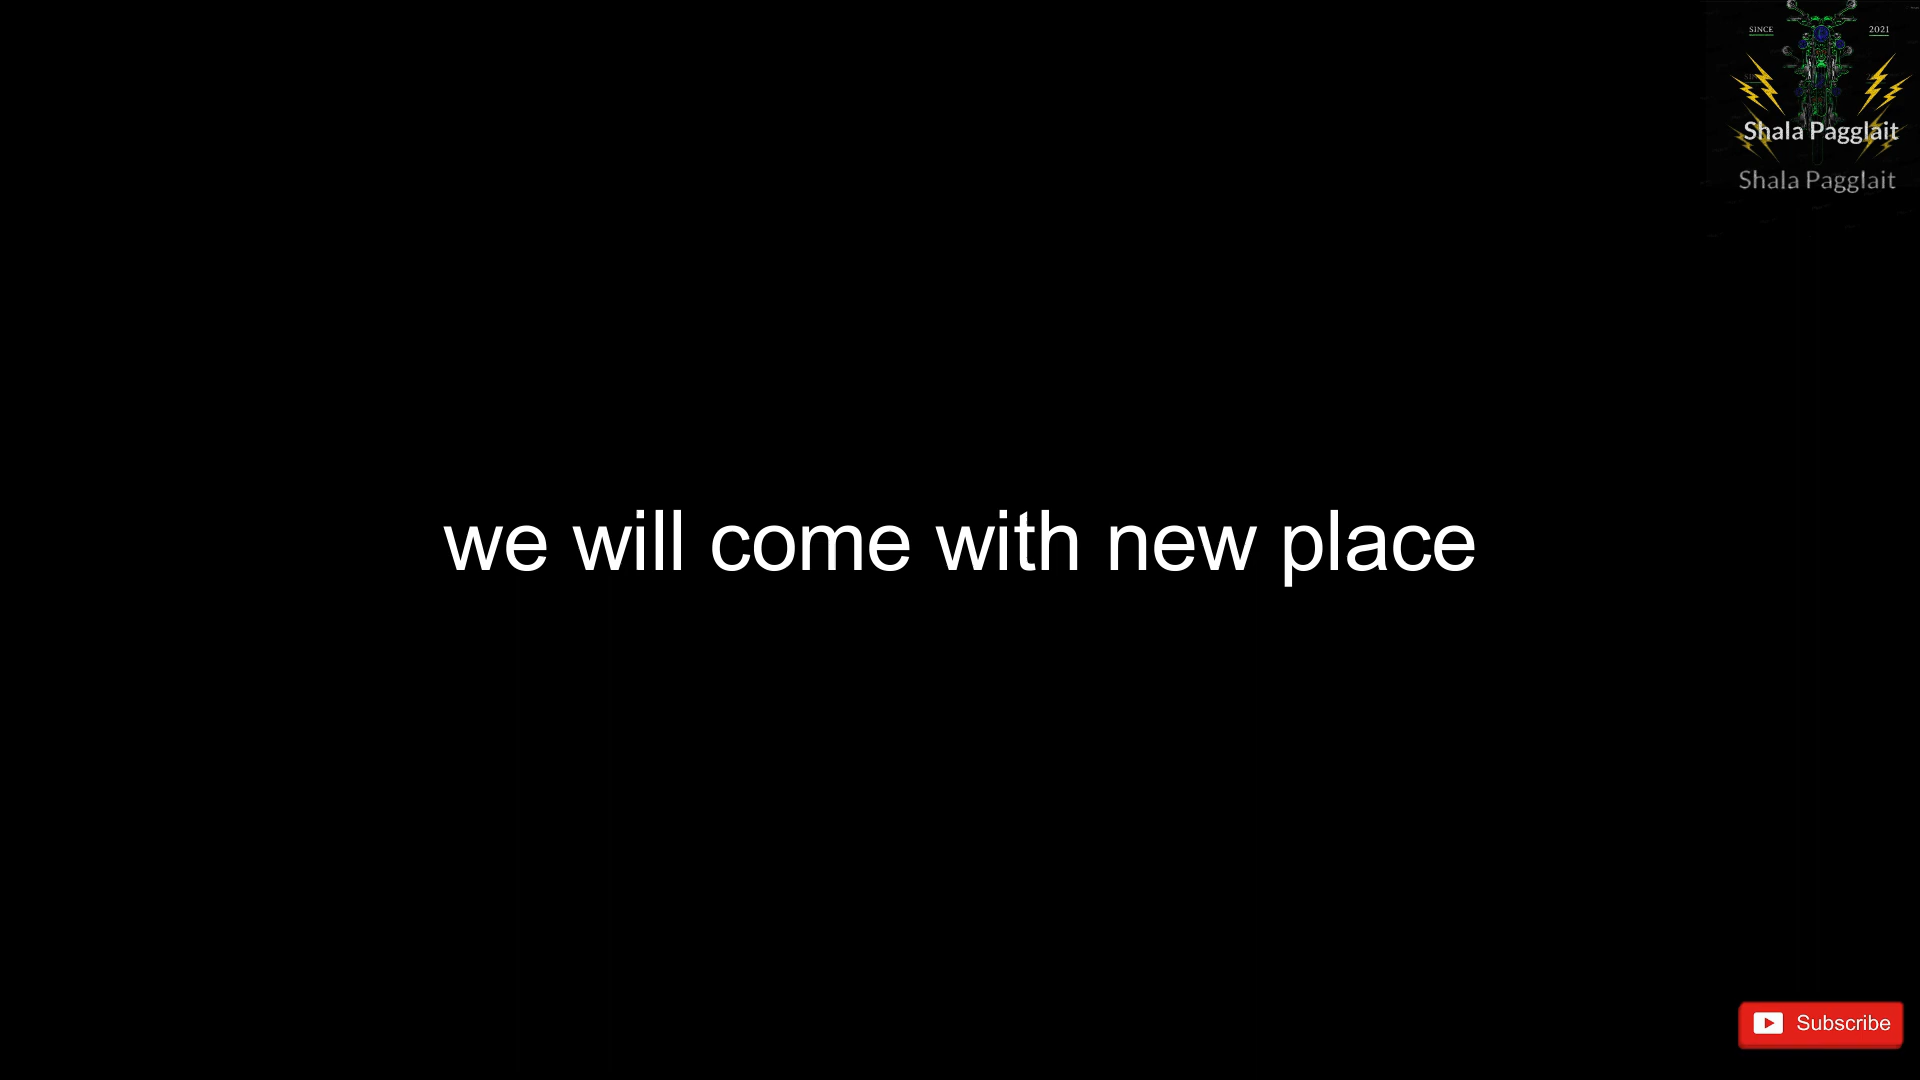 SINCE 2021
Shala Pagglait
Shala Pagglait
we will come with new place
Subscribe